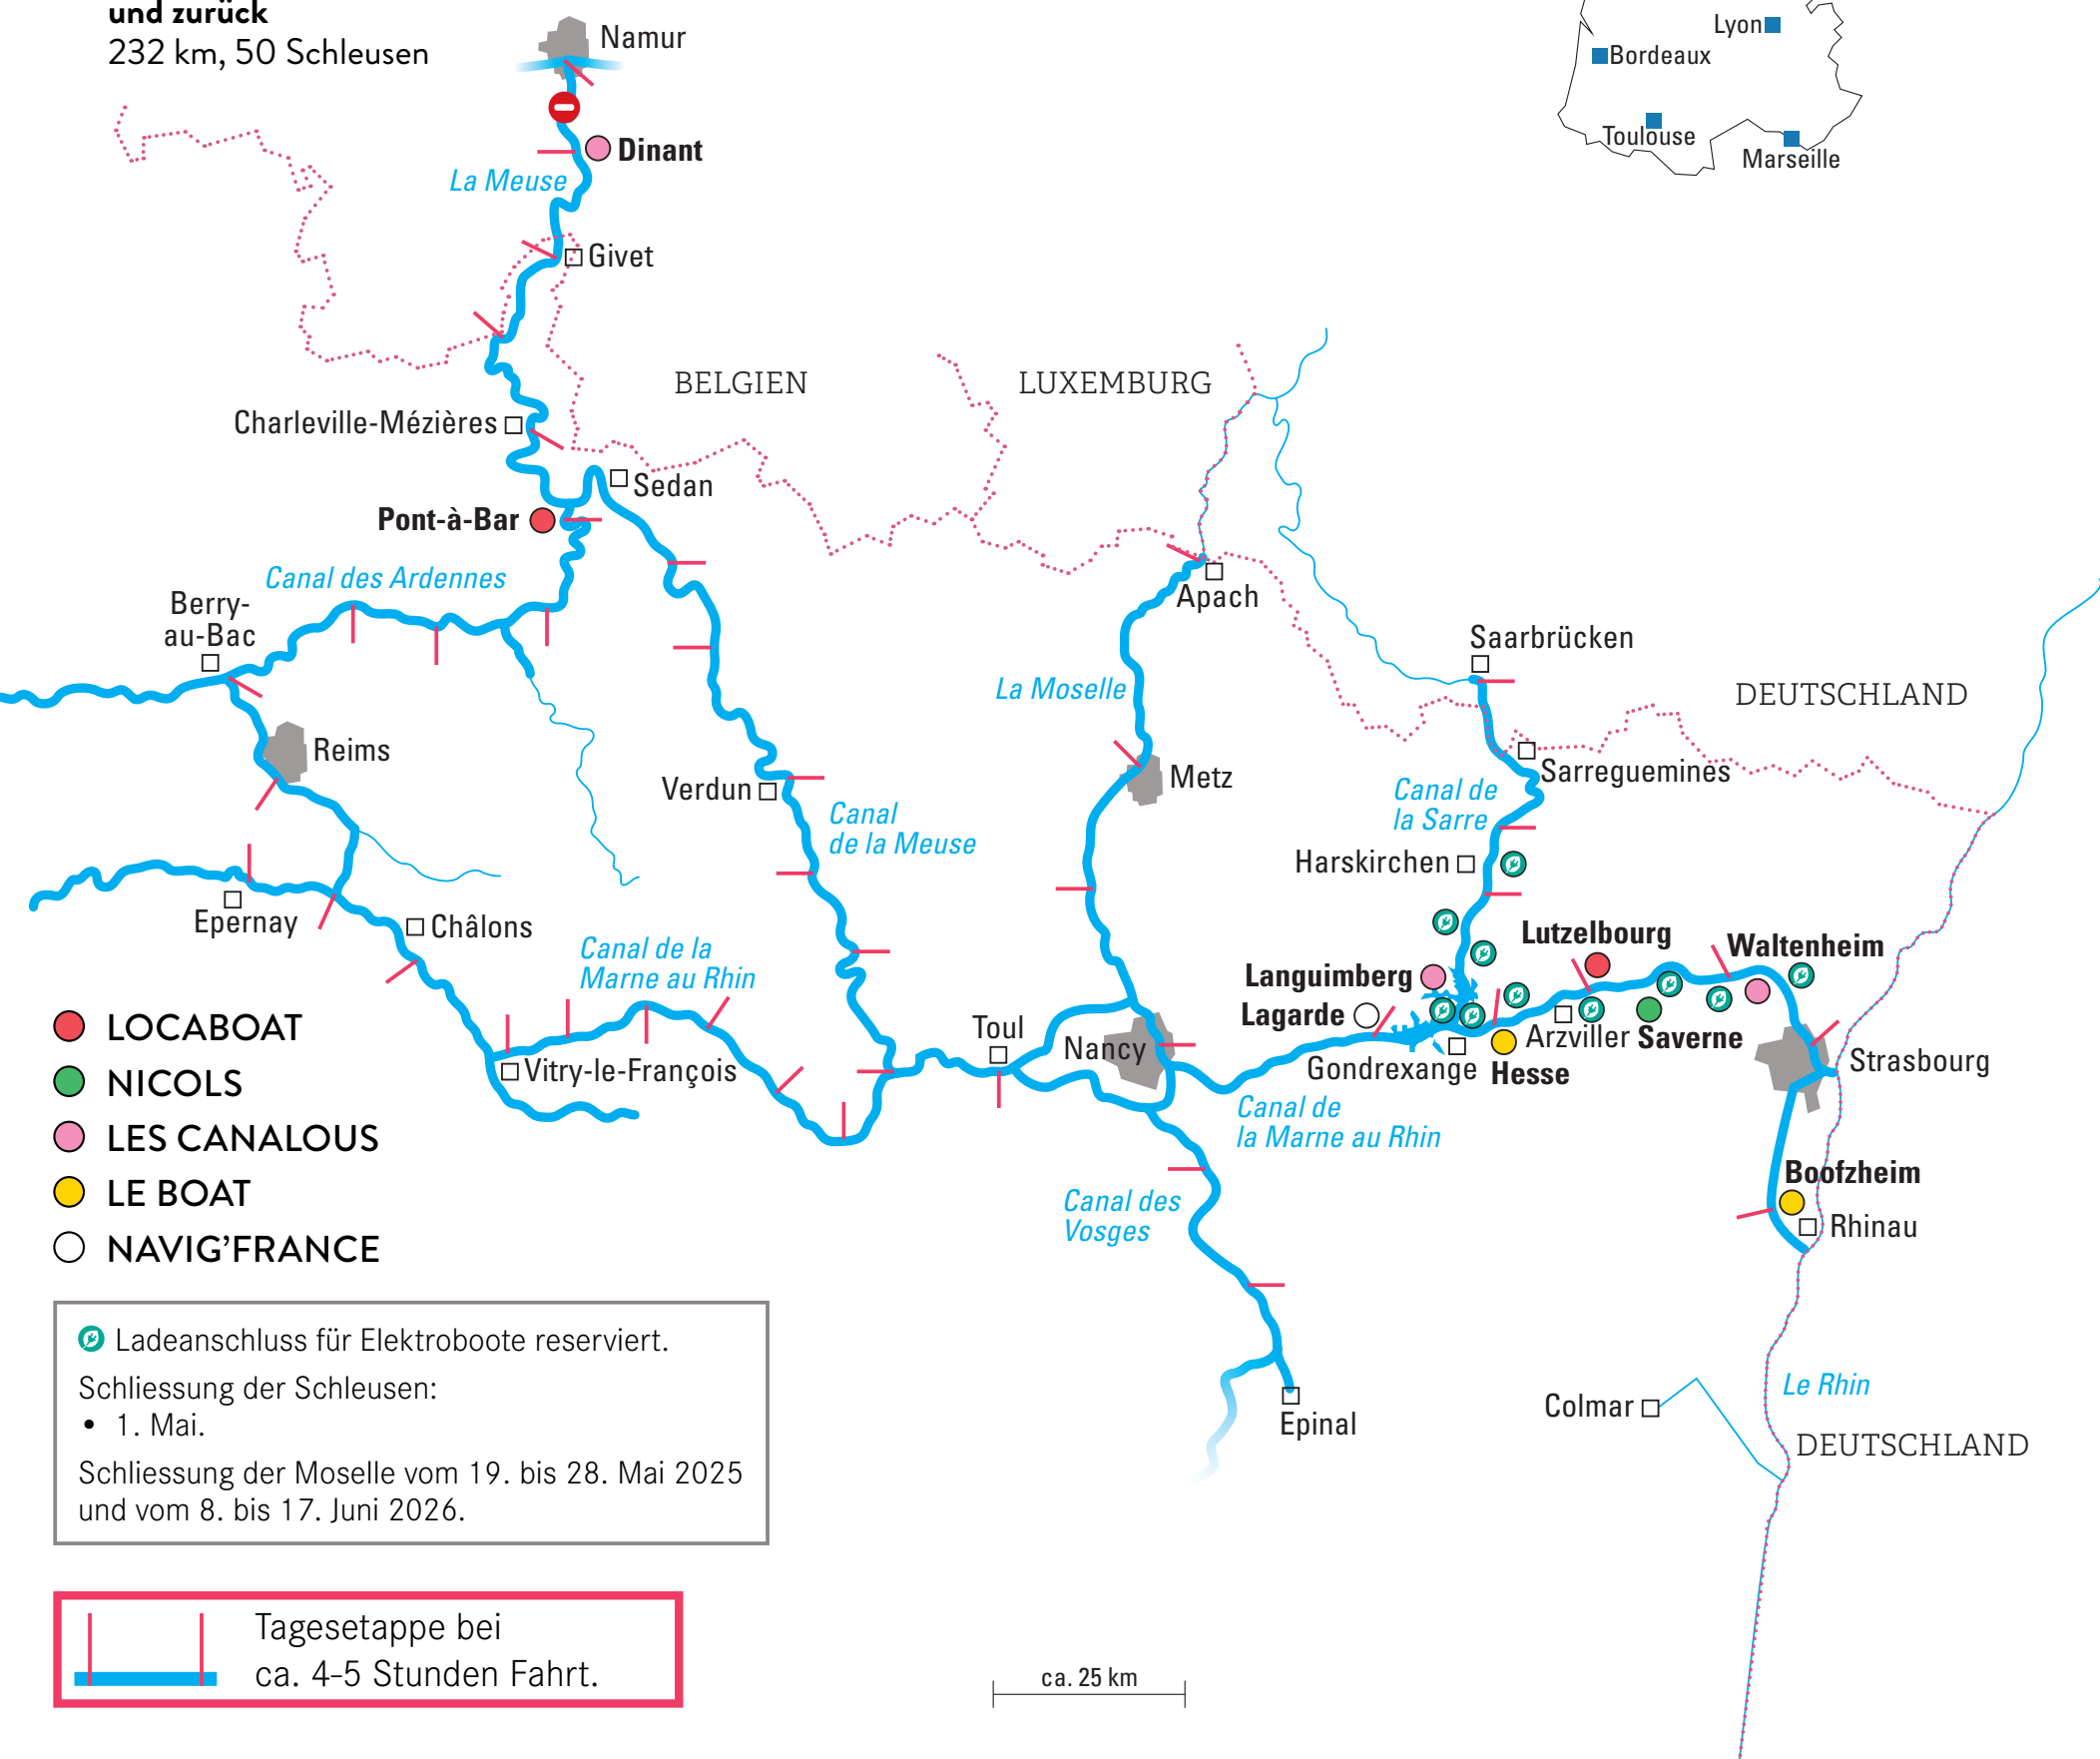 und zurück
232 km, 50 Schleusen
Namur
Lyon
Bordeaux
Toulouse
Marseille
Dinant
La Meuse
Givet
BELGIEN
LUXEMBURG
Charleville-Mézières
Sedan
Pont-à-Bar
Canal des Ardennes
Berry-
au-Bac
Apach
Saarbrücken
La Moselle
DEUTSCHLAND
Reims
Metz
Sarreguemines
Verdun
Canal de
la Sarre
Canal
de la Meuse
Harskirchen
Epernay
Châlons
Canal de la
Marne au Rhin
Lutzelbourg
Waltenheim
Languimberg
Lagarde
Toul
Nancy
Arzviller
Saverne
Gondrexange
Hesse
Strasbourg
Vitry-le-François
Canal de
la Marne au Rhin
LOCABOAT
NICOLS
LES CANALOUS
LE BOAT
NAVIG'FRANCE
Canal des
Vosges
Boofzheim
Rhinau
Ladeanschluss für Elektroboote reserviert.
Schliessung der Schleusen:
• 1. Mai.
Schliessung der Moselle vom 19. bis 28. Mai 2025
und vom 8. bis 17. Juni 2026.
Epinal
Colmar
Le Rhin
DEUTSCHLAND
Tagesetappe bei
ca. 4-5 Stunden Fahrt.
ca. 25 km